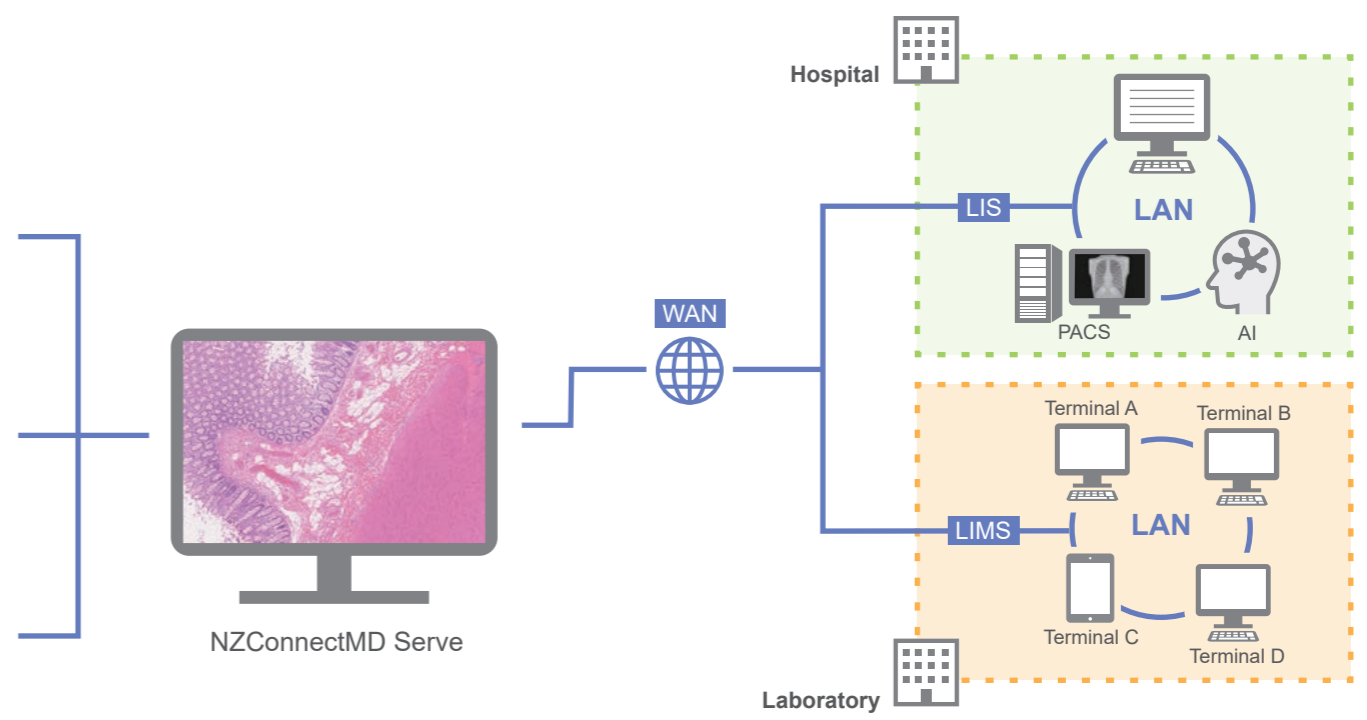 Hospital
LIS
LAN
WAN
PACS
AI
Terminal A
Terminal B
LIMS
LAN
NZConnectMD Serve
Terminal C
Terminal D
Laboratory